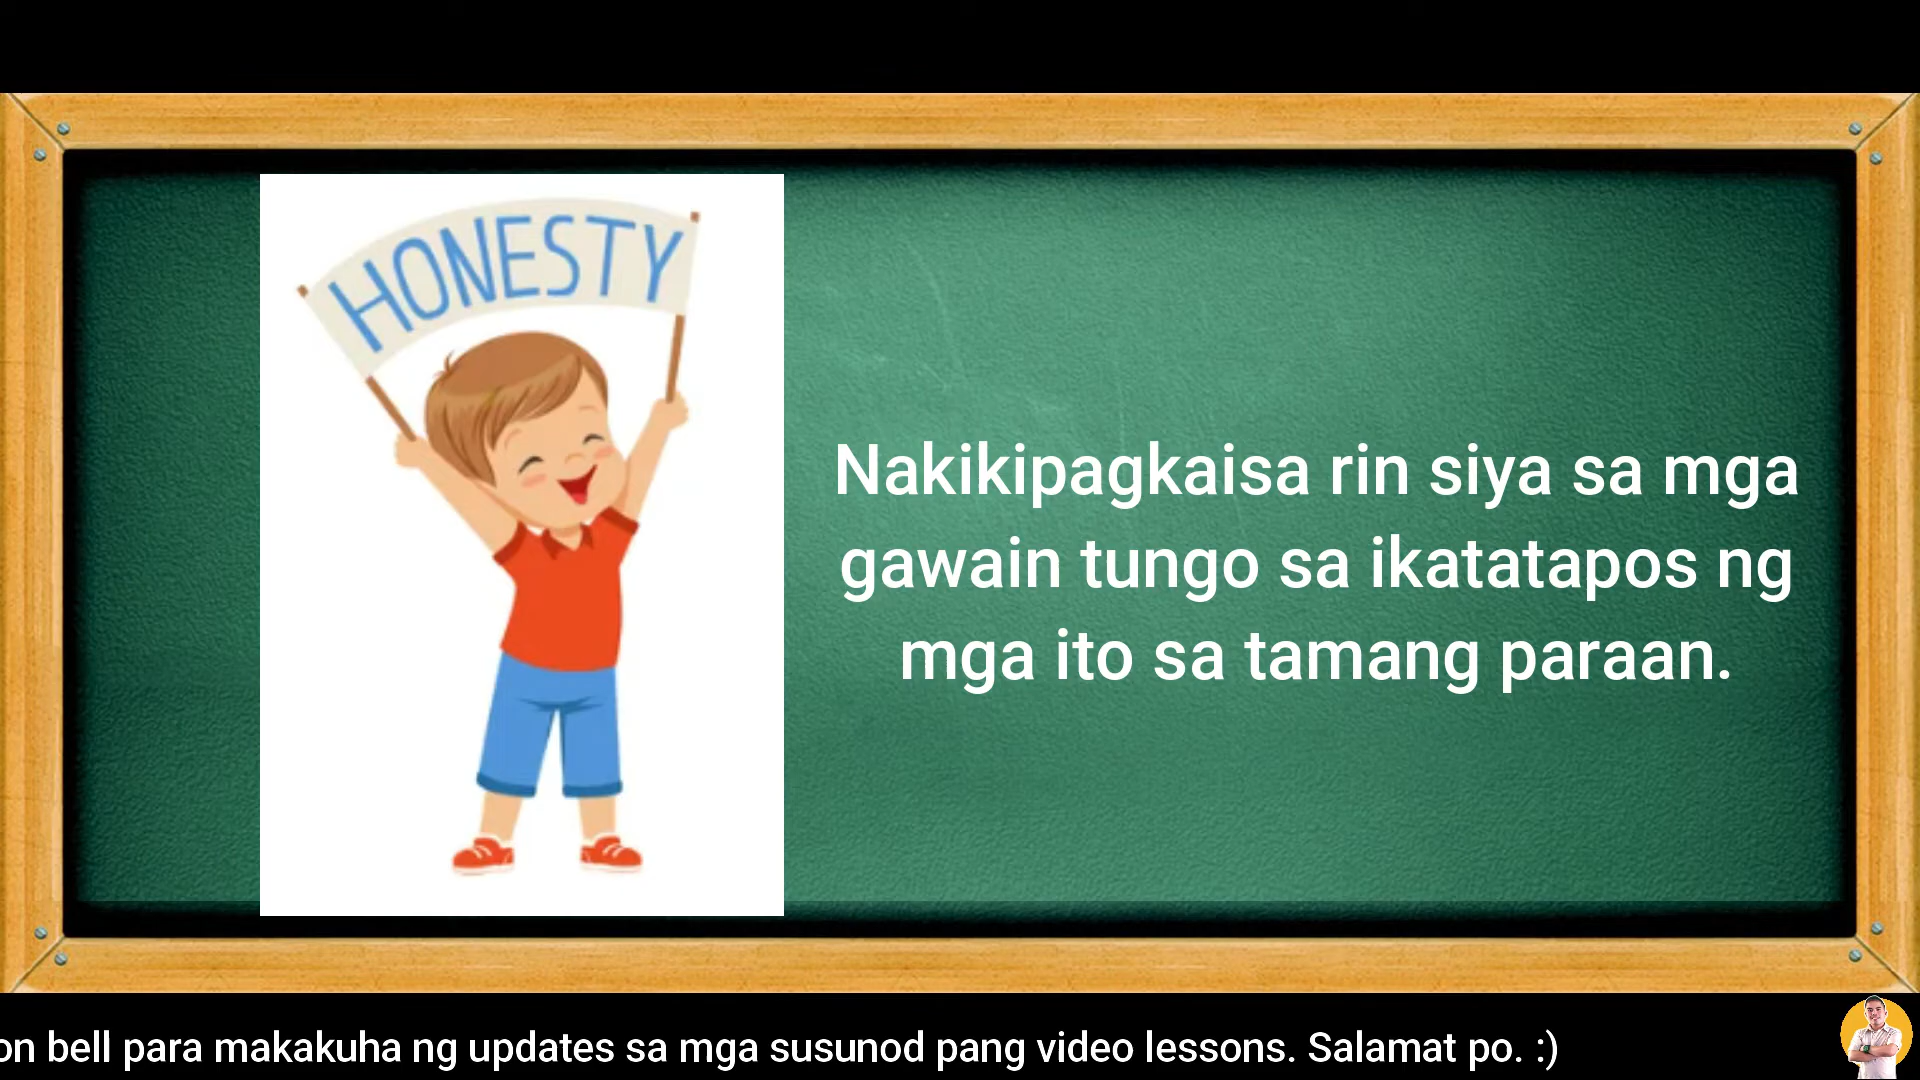 HONESTY
Nakikipagkaisa rin siya sa mga
gawain tungo sa ikatatapos ng
mga ito sa tamang paraan.
on bell para makakuha ng updates sa mga susunod pang video lessons. Salamat po. :)